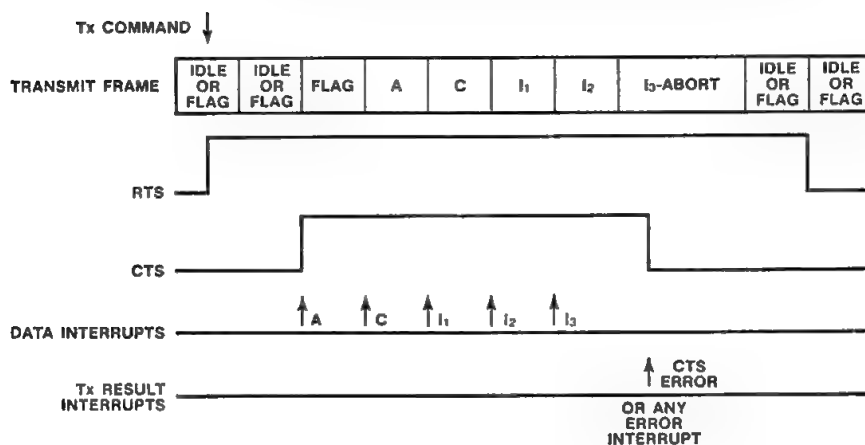 Tx COMMAND
TRANSMIT FRAME
IDLE OR FLAG
IDLE OR FLAG
FLAG
A
C
I₁
I₂
I₃-ABORT
IDLE OR FLAG
IDLE OR FLAG
RTS
CTS
DATA INTERRUPTS
A
C
I₁
I₂
I₃
Tx RESULT
INTERRUPTS
CTS
ERROR
OR ANY
ERROR
INTERRUPT